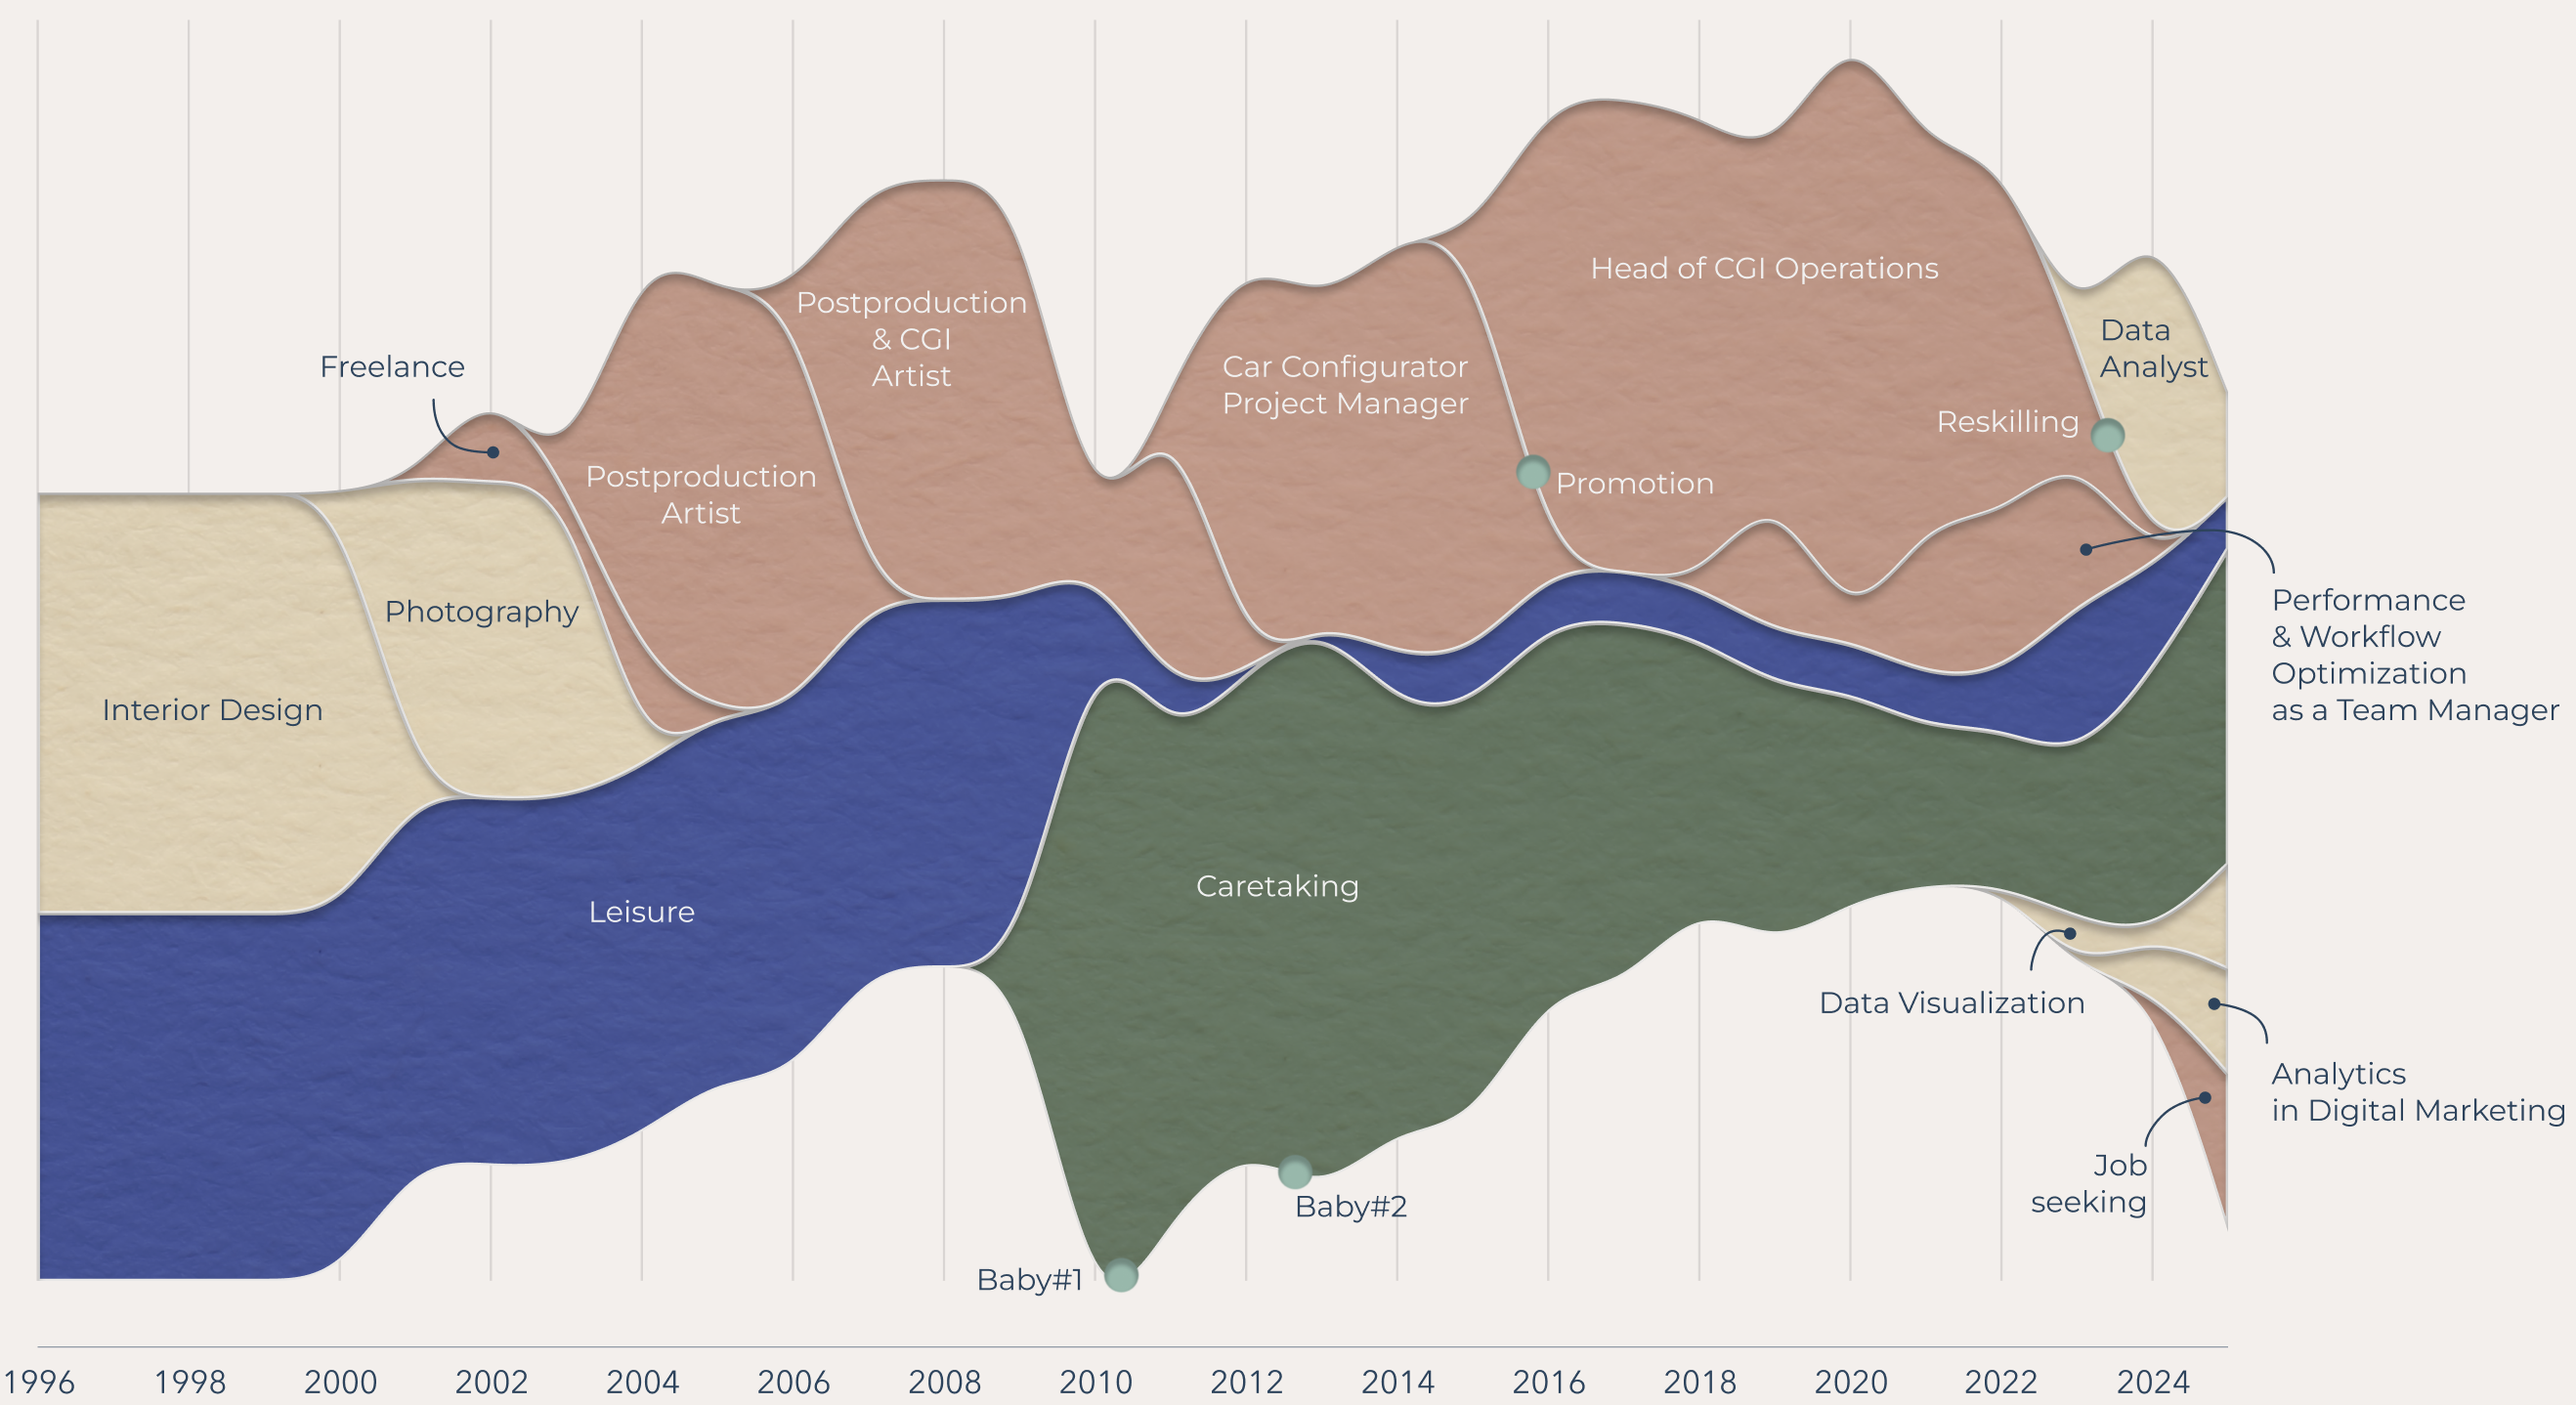 Head of CGI Operations
Postproduction
& CGI
Artist
Data
Analyst
Freelance
Car Configurator
Project Manager
Reskilling
Postproduction
Artist
Promotion
Photography
Performance
& Workflow
Optimization
as a Team Manager
Interior Design
Caretaking
Leisure
Data Visualization
Analytics
in Digital Marketing
Job
seeking
Baby#2
Baby#1
1996 1998 2000 2002 2004 2006 2008 2010 2012 2014 2016 2018 2020 2022 2024